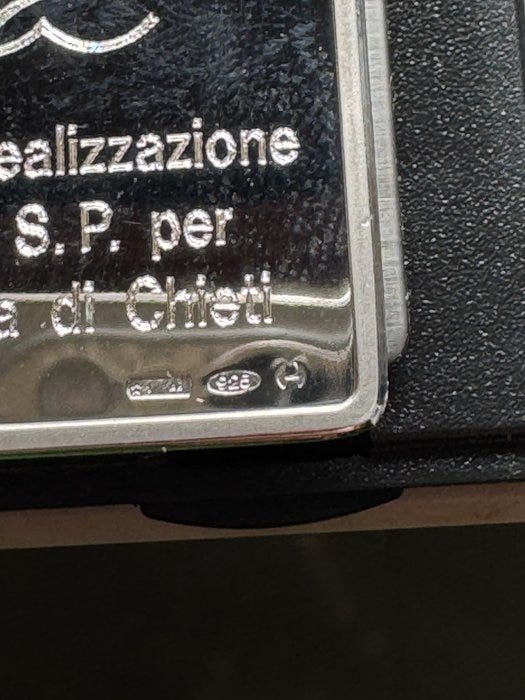 ealizzazione
S.P. per
a di Chieti
925